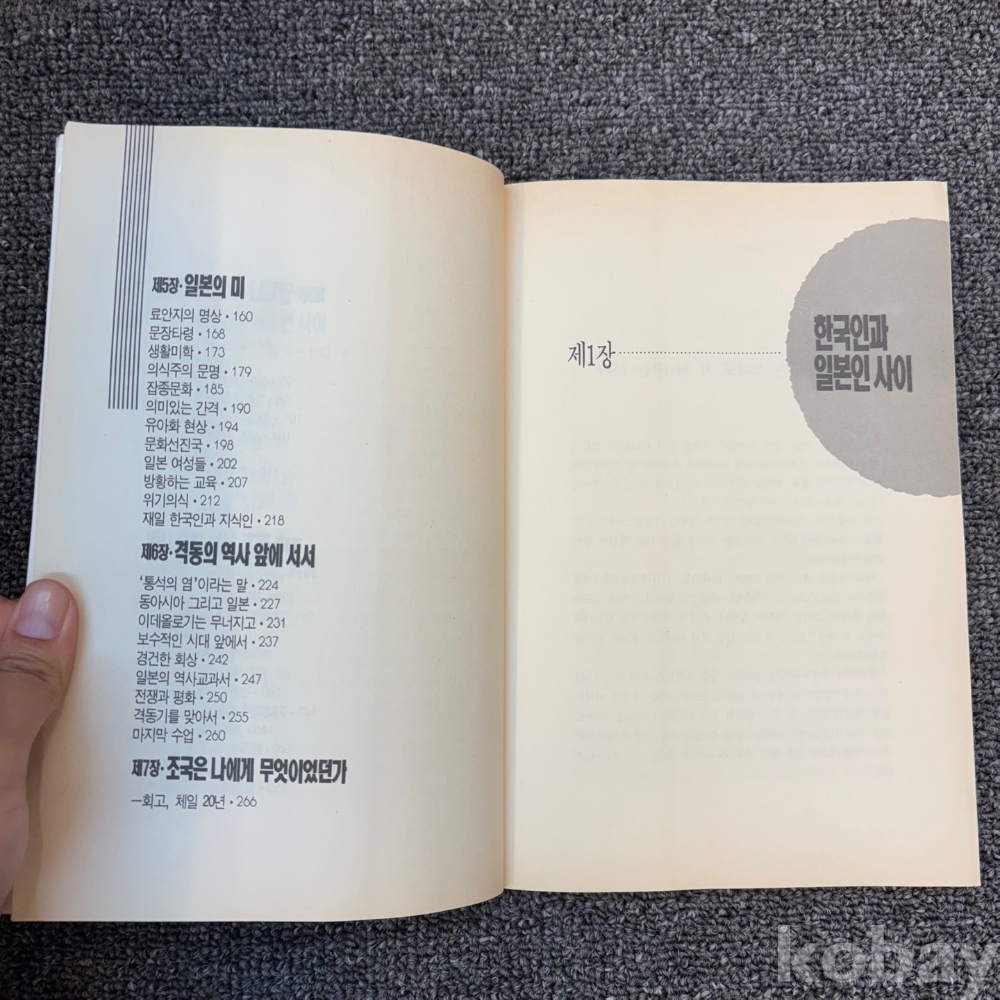 제5장·일본의 미
료안지의 명상·160
문장타령·168
생활미학·173
의식주의 문명·179
잡종문화·185
의미있는 간격·190
유아화 현상·194
문화선진국·198
일본 여성들·202
방황하는 교육·207
위기의식·212
재일 한국인과 지식인·218
제6장·격동의 역사 앞에 서서
'통석의 염'이라는 말·224
동아시아 그리고 일본·227
이데올로기는 무너지고·231
보수적인 시대 앞에서·237
경건한 회상·242
일본의 역사교과서·247
전쟁과 평화·250
격동기를 맞아서·255
마지막 수업·260
제7장·조국은 나에게 무엇이었던가
—회고, 체일 20년·266
제1장
한국인과
일본인 사이
kobay